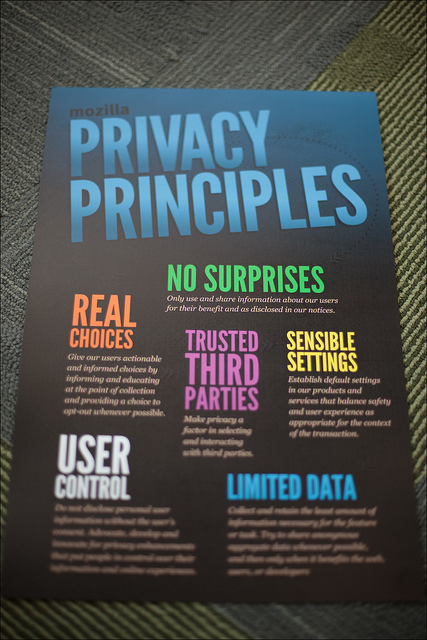 mozilla
PRIVACY
PRINCIPLES
NO SURPRISES
Only use and share information about our users
for their benefit and as disclosed in our notices.
REAL
CHOICES
Give our users actionable
and informed choices by
informing and educating
at the point of collection
and providing a choice to
opt-out whenever possible.
TRUSTED
THIRD
PARTIES
Make privacy a
factor in selecting
and interacting
with third parties.
SENSIBLE
SETTINGS
Establish default settings
in our products and
services that balance safety
and user experience as
appropriate for the context
of the transaction.
USER
CONTROL
Do not disclose personal user
information without the user's
consent. Advocate, develop and
innovate for privacy enhancements
that put people in control over their
information and online experiences.
LIMITED DATA
Collect and retain the least amount of
information necessary for the feature
or task. Try to share anonymous
aggregate data whenever possible,
and then only when it benefits the web,
users, or developers